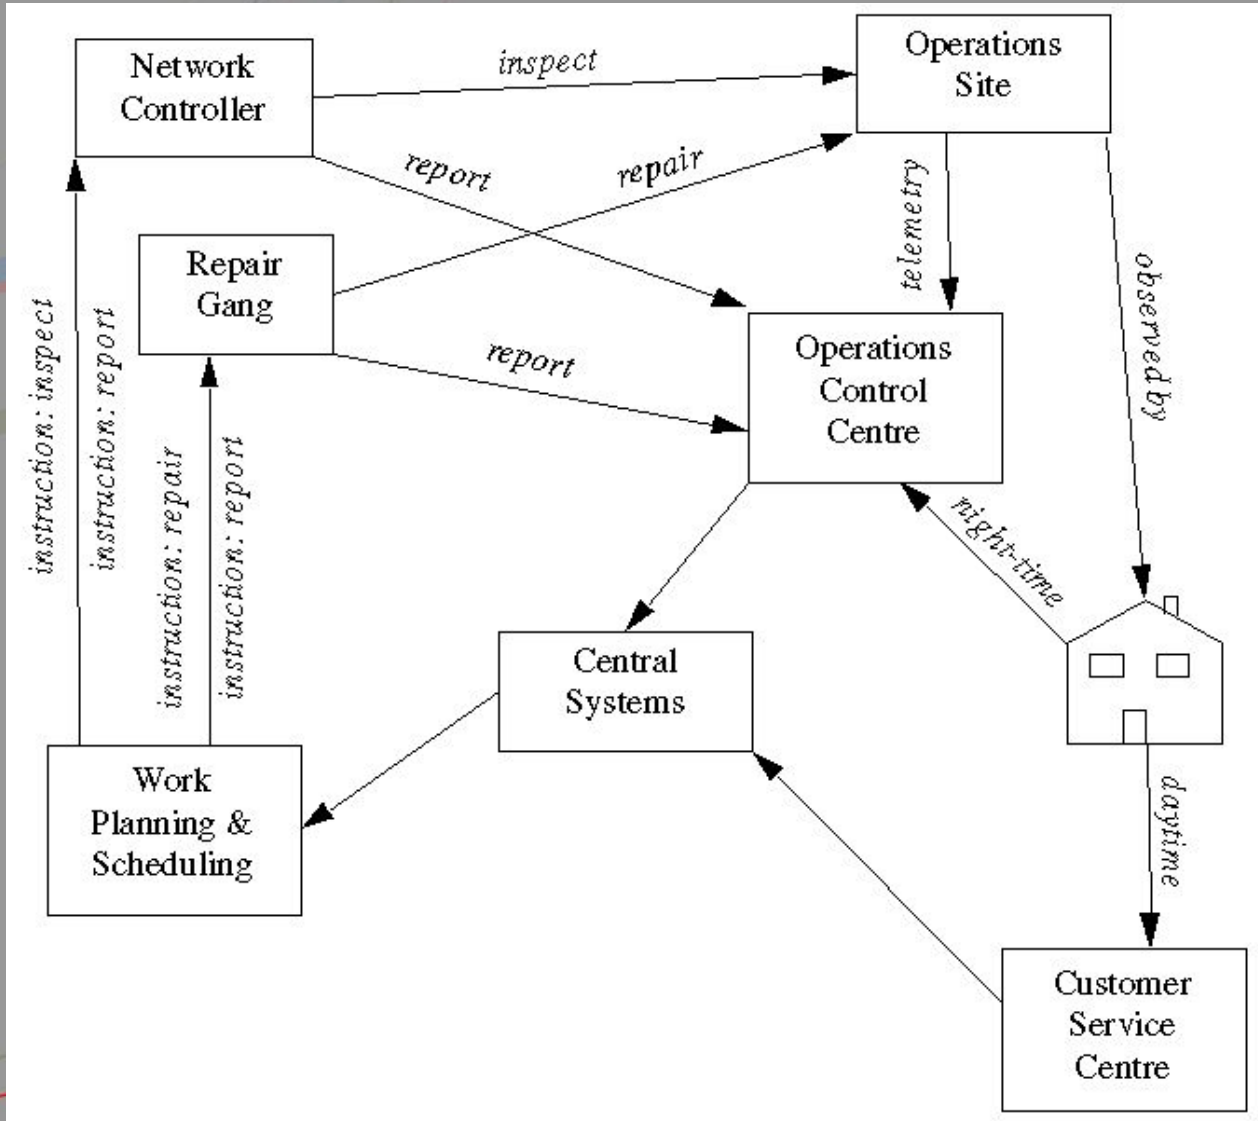 Network
Controller
inspect
Operations
Site
report
repair
telemetry
observed by
Repair
Gang
instruction: inspect
instruction: report
report
Operations
Control
Centre
instruction: repair
instruction: report
night-time
Central
Systems
Work
Planning &
Scheduling
daytime
Customer
Service
Centre